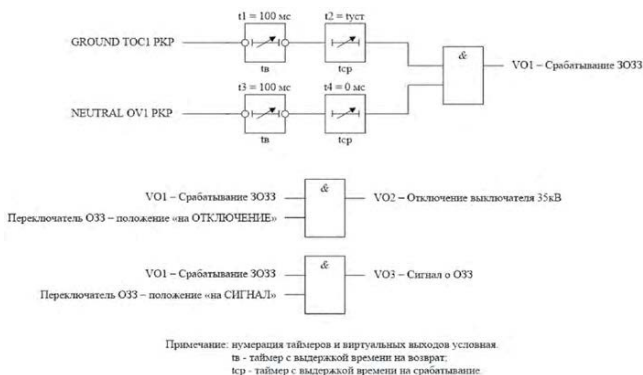 t1 = 100 мс
t2 = tуст
GROUND TOC1 PKP
tв
tср
&
VO1 – Срабатывание ЗОЗЗ
t3 = 100 мс
t4 = 0 мс
NEUTRAL OV1 PKP
tв
tср
&
VO1 – Срабатывание ЗОЗЗ
VO2 – Отключение выключателя 35кВ
Переключатель ОЗЗ – положение «на ОТКЛЮЧЕНИЕ»
&
VO1 – Срабатывание ЗОЗЗ
VO3 – Сигнал о ОЗЗ
Переключатель ОЗЗ – положение «на СИГНАЛ»
Примечание: нумерация таймеров и виртуальных выходов условная.
tв - таймер с выдержкой времени на возврат;
tср - таймер с выдержкой времени на срабатывание.